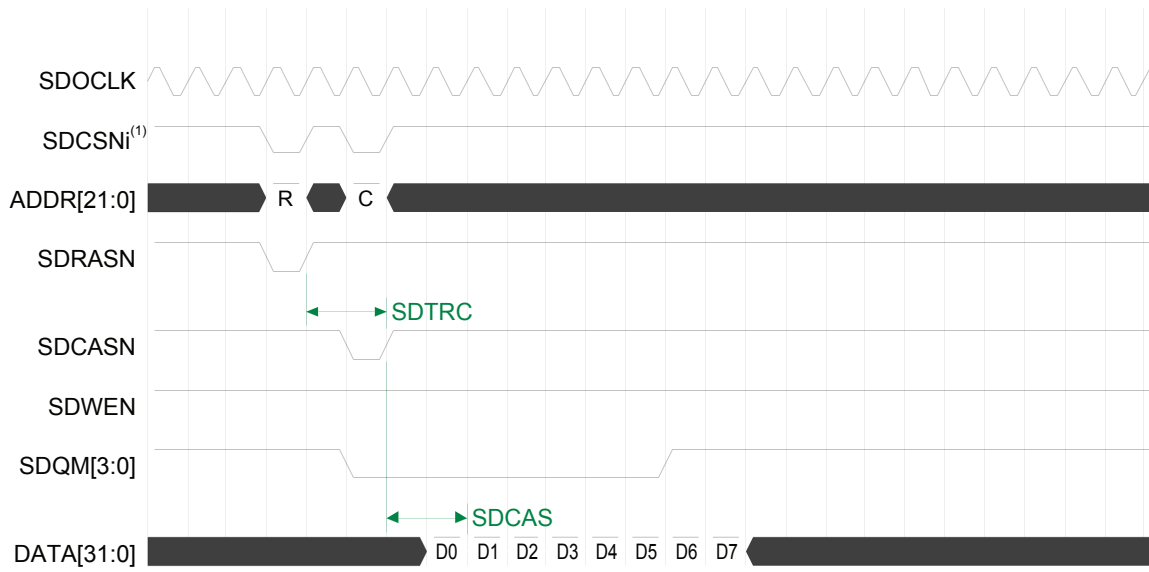 SDOCLK
SDCSNi(1)
ADDR[21:0] R C
SDRASN
SDTRC
SDCASN
SDWEN
SDQM[3:0]
SDCAS
DATA[31:0] D0 D1 D2 D3 D4 D5 D6 D7